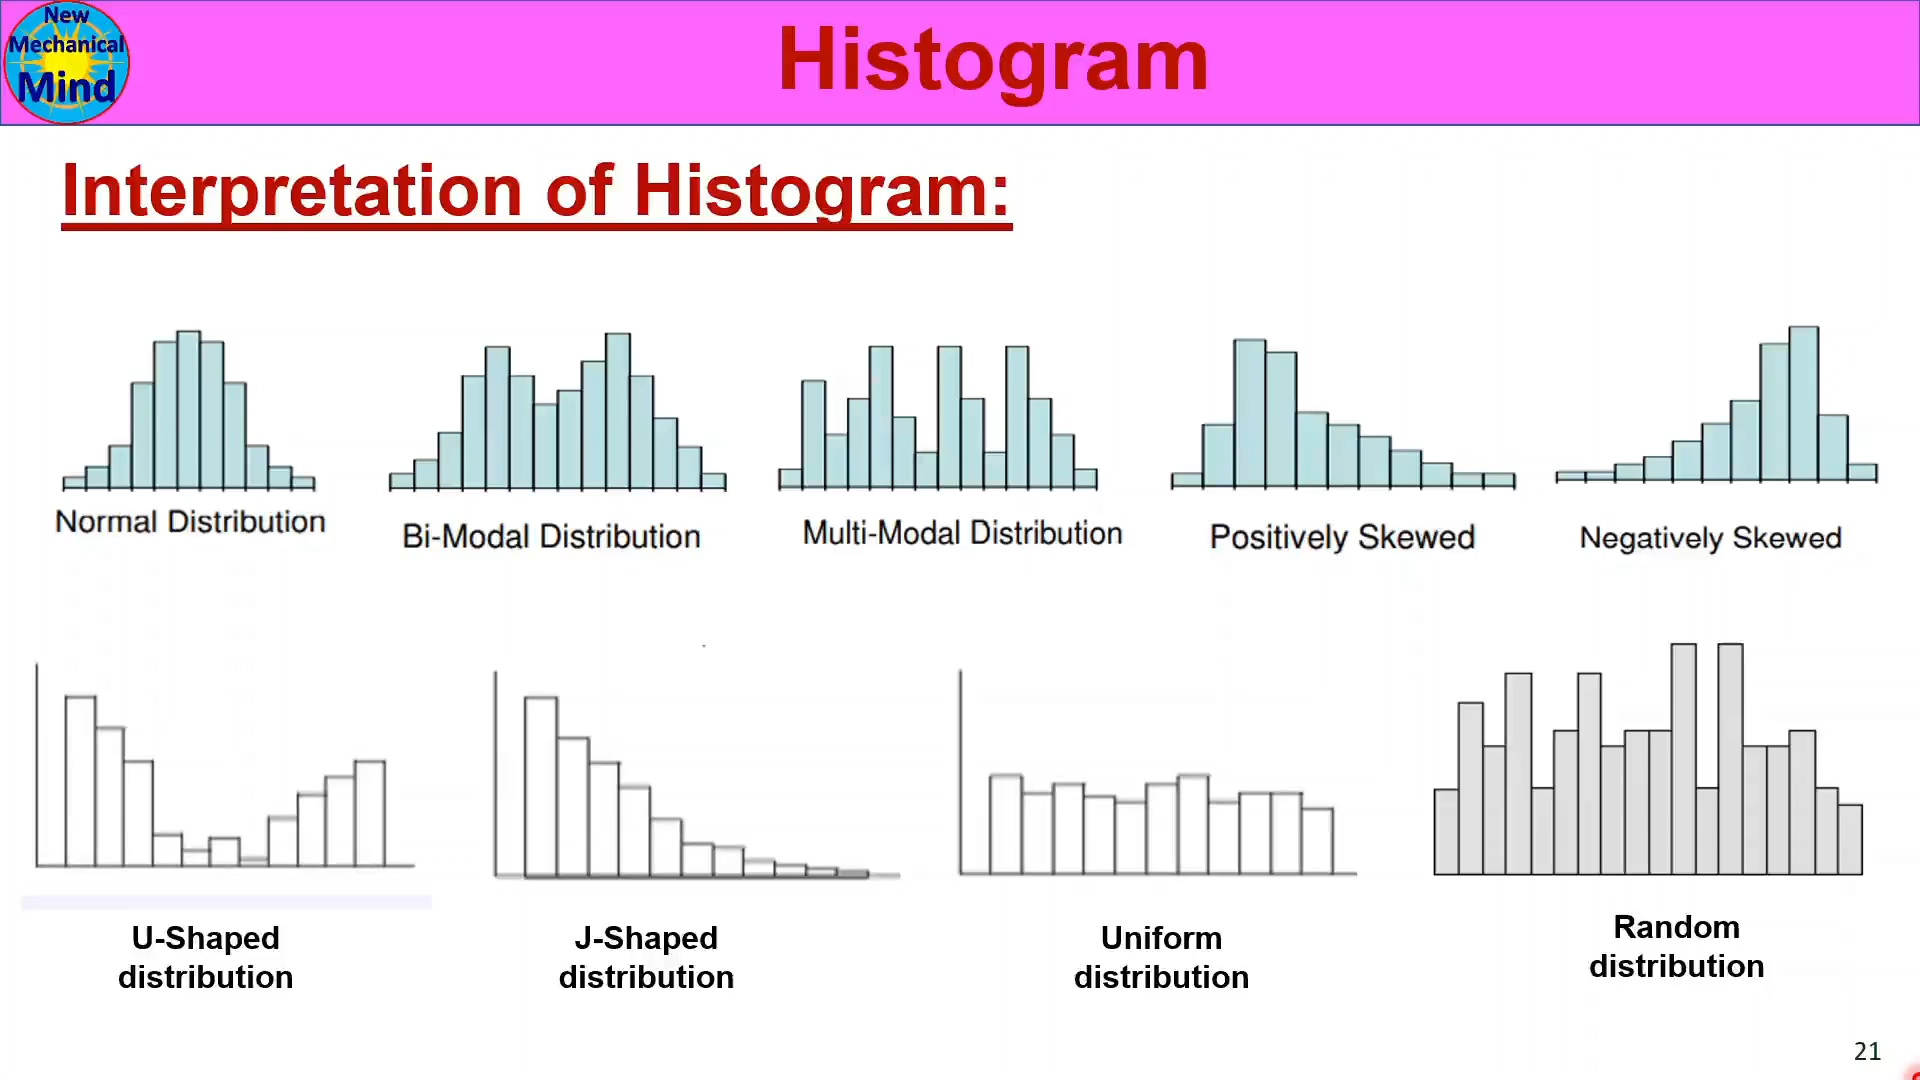 New
Mechanical
Mind
Histogram
Interpretation of Histogram:
Normal Distribution
Bi-Modal Distribution
Multi-Modal Distribution
Positively Skewed
Negatively Skewed
U-Shaped
distribution
J-Shaped
distribution
Uniform
distribution
Random
distribution
21